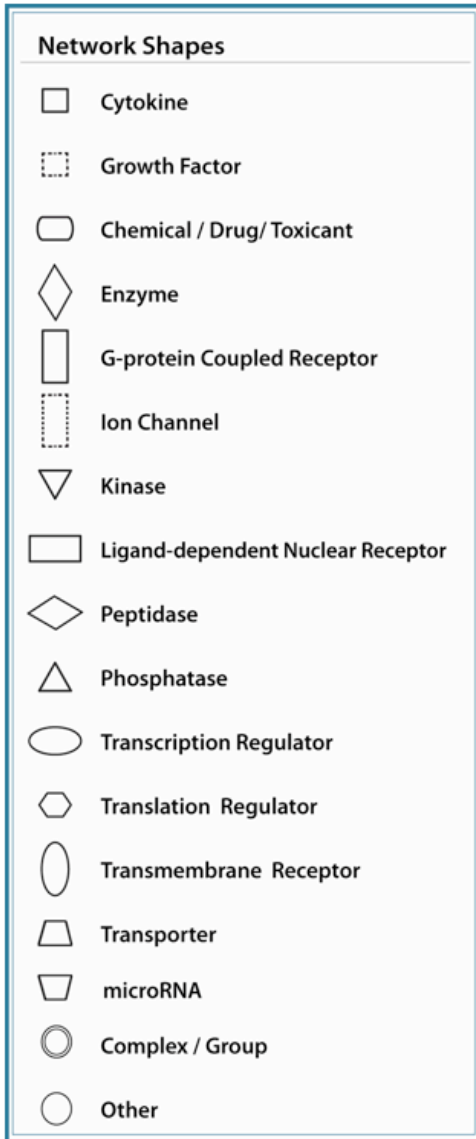 Network Shapes
Cytokine
Growth Factor
Chemical / Drug/ Toxicant
Enzyme
G-protein Coupled Receptor
Ion Channel
Kinase
Ligand-dependent Nuclear Receptor
Peptidase
Phosphatase
Transcription Regulator
Translation Regulator
Transmembrane Receptor
Transporter
microRNA
Complex / Group
Other